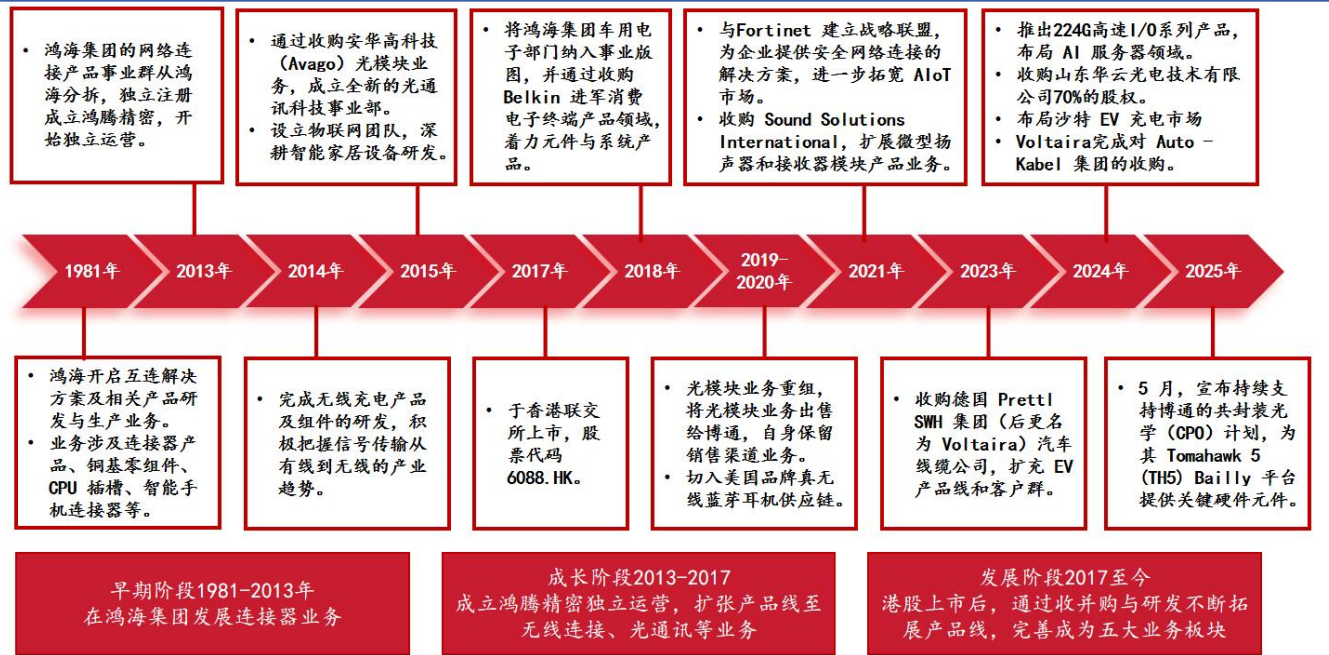 • 鸿海集团的网络连
接产品事业群从鸿
海分拆，独立注册
成立鸿腾精密，开
始独立运营。
• 通过收购安华高科技
（Avago）光模块业
务，成立全新的光通
讯科技事业部。
• 设立物联网团队，深
耕智能家居设备研发。
• 将鸿海集团车用电
子部门纳入事业版
图，并通过收购
Belkin 进军消费
电子终端产品领域，
着力元件与系统产
品。
• 与Fortinet 建立战略联盟，
为企业提供安全网络连接的
解决方案，进一步拓宽 AIoT
市场。
• 收购 Sound Solutions
International，扩展微型扬
声器和接收器模块产品业务。
• 推出224G高速I/O系列产品，
布局 AI 服务器领域。
• 收购山东华云光电技术有限
公司70%的股权。
• 布局沙特 EV 充电市场
• Voltaira完成对 Auto -
Kabel 集团的收购。
1981年
2013年
2014年
2015年
2017年
2018年
2019-
2020年
2021年
2023年
2024年
2025年
• 鸿海开启互连解决
方案及相关产品研
发与生产业务。
• 业务涉及连接器产
品、铜基零组件、
CPU 插槽、智能手
机连接器等。
• 完成无线充电产品
及组件的研发，积
极把握信号传输从
有线到无线的产业
趋势。
• 于香港联交
所上市，股
票代码
6088.HK。
• 光模块业务重组，
将光模块业务出售
给博通，自身保留
销售渠道业务。
• 切入美国品牌真无
线蓝芽耳机供应链。
• 收购德国 Prettl
SWH 集团（后更名
为 Voltaira）汽车
线缆公司，扩充 EV
产品线和客户群。
• 5 月，宣布持续支
持博通的共封装光
学（CPO）计划，为
其 Tomahawk 5
(TH5) Bailly 平台
提供关键硬件元件。
早期阶段1981-2013年
在鸿海集团发展连接器业务
成长阶段2013-2017
成立鸿腾精密独立运营，扩张产品线至
无线连接、光通讯等业务
发展阶段2017至今
港股上市后，通过收并购与研发不断拓
展产品线，完善成为五大业务板块